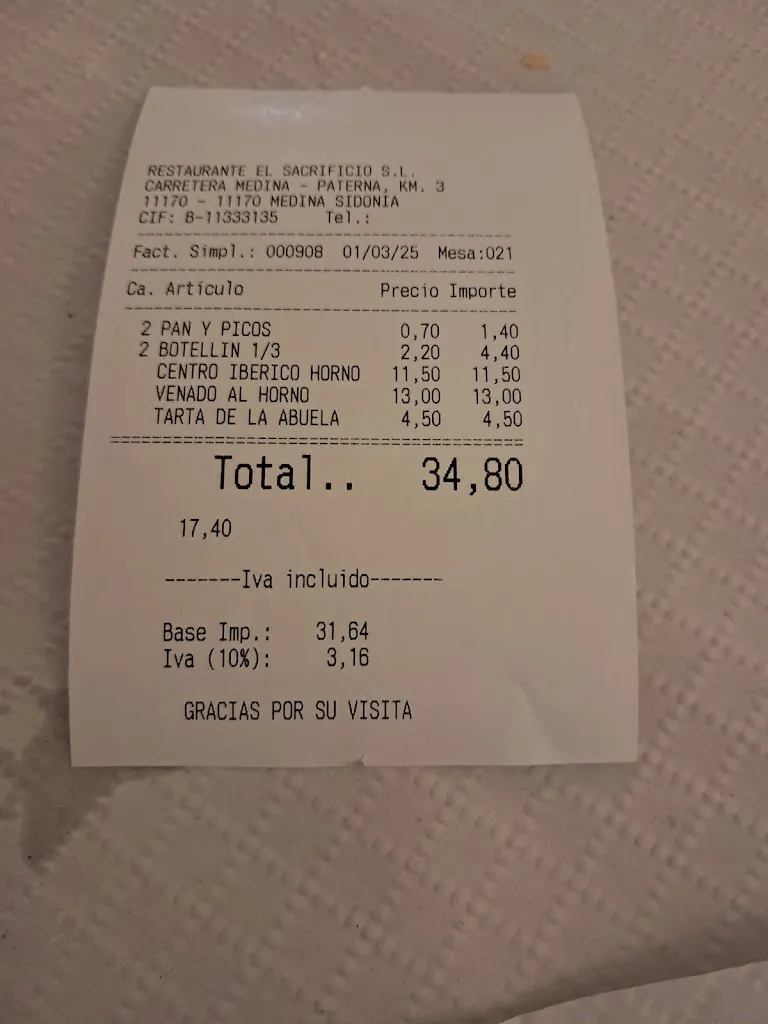 RESTAURANTE EL SACRIFICIO S.L.
CARRETERA MEDINA - PATERNA, KM. 3
11170 - 11170 MEDINA SIDONIA
CIF: B-11333135 Tel.:
Fact. Simpl.: 000908 01/03/25 Mesa:021
Ca. Artículo Precio Importe
2 PAN Y PICOS 0,70 1,40
2 BOTELLIN 1/3 2,20 4,40
CENTRO IBERICO HORNO 11,50 11,50
VENADO AL HORNO 13,00 13,00
TARTA DE LA ABUELA 4,50 4,50
Total.. 34,80
17,40
-------Iva incluido-------
Base Imp.: 31,64
Iva (10%): 3,16
GRACIAS POR SU VISITA